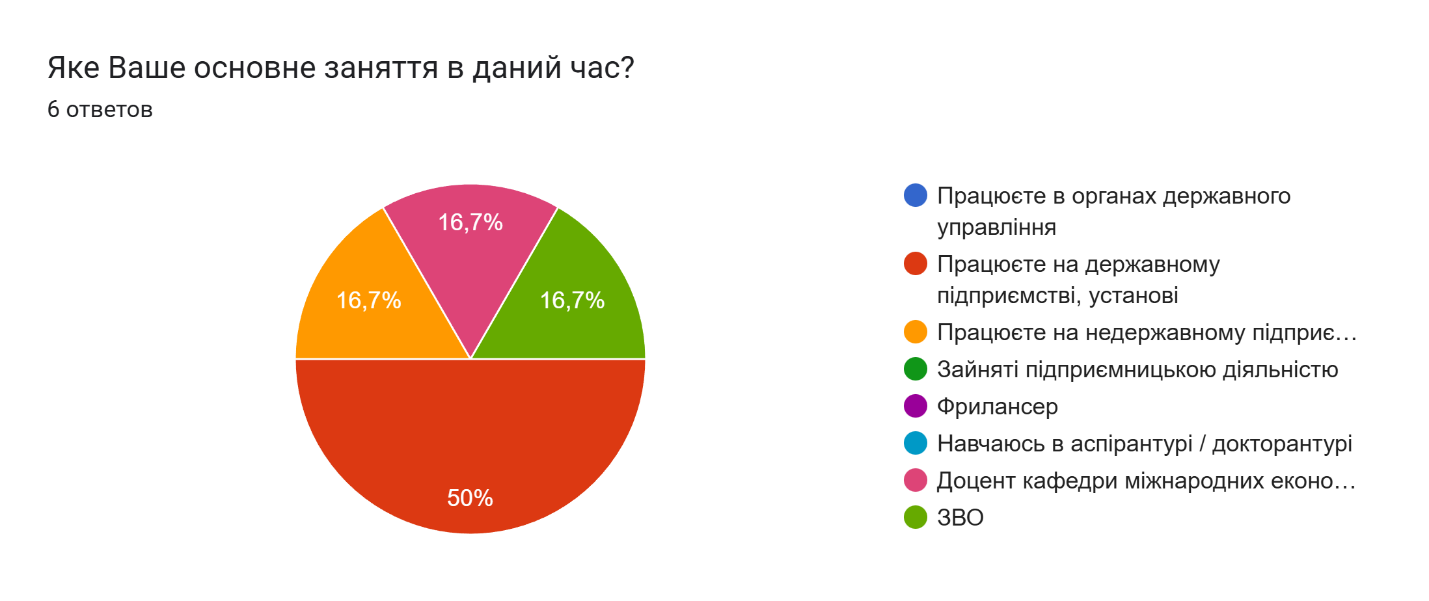 Яке Ваше основне заняття в даний час?
6 ответов
16,7%
16,7%
16,7%
50%
Працюєте в органах державного
управління
Працюєте на державному
підприємстві, установі
Працюєте на недержавному підприє…
Зайняті підприємницькою діяльністю
Фрилансер
Навчаюсь в аспірантурі / докторантурі
Доцент кафедри міжнародних еконо…
ЗВО